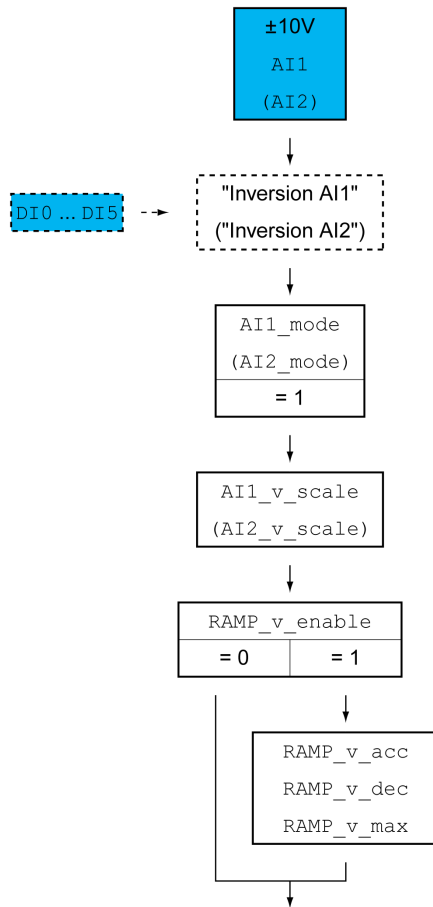 ±10V
AI1
(AI2)
DI0 ... DI5
"Inversion AI1"
("Inversion AI2")
AI1_mode
(AI2_mode)
= 1
AI1_v_scale
(AI2_v_scale)
RAMP_v_enable
= 0 = 1
RAMP_v_acc
RAMP_v_dec
RAMP_v_max